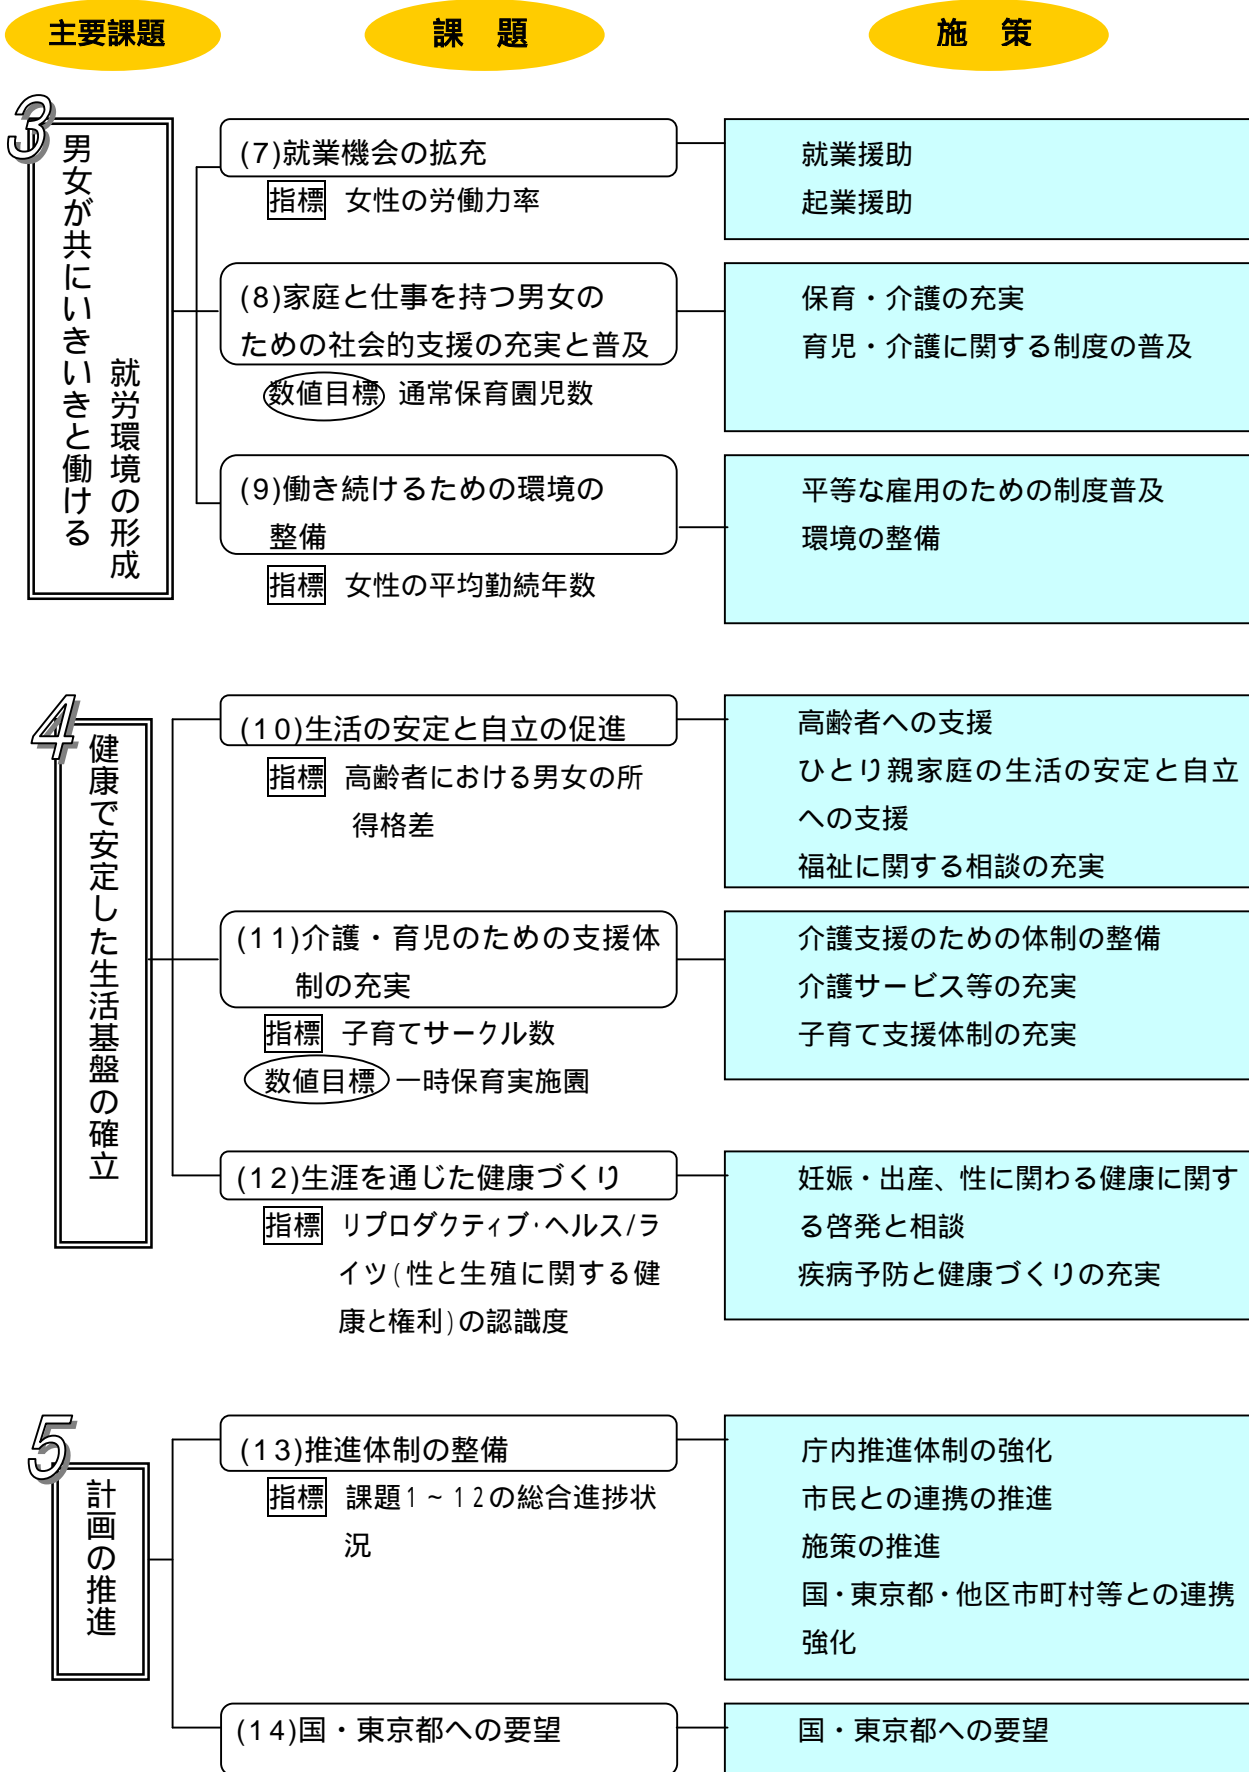 主要課題
課　題
施　策
3
男女が共にいきいきと働ける
就労環境の形成
(7)就業機会の拡充
指標 女性の労働力率
就業援助
起業援助
(8)家庭と仕事を持つ男女の
ための社会的支援の充実と普及
数値目標 通常保育園児数
保育・介護の充実
育児・介護に関する制度の普及
(9)働き続けるための環境の
整備
指標 女性の平均勤続年数
平等な雇用のための制度普及
環境の整備
4
健康で安定した生活基盤の確立
(10)生活の安定と自立の促進
指標 高齢者における男女の所
得格差
高齢者への支援
ひとり親家庭の生活の安定と自立
への支援
福祉に関する相談の充実
(11)介護・育児のための支援体
制の充実
指標 子育てサークル数
数値目標 一時保育実施園
介護支援のための体制の整備
介護サービス等の充実
子育て支援体制の充実
(12)生涯を通じた健康づくり
指標 リプロダクティブ・ヘルス/ラ
イツ(性と生殖に関する健
康と権利)の認識度
妊娠・出産、性に関わる健康に関す
る啓発と相談
疾病予防と健康づくりの充実
5
計画の推進
(13)推進体制の整備
指標 課題1～12の総合進捗状
況
庁内推進体制の強化
市民との連携の推進
施策の推進
国・東京都・他区市町村等との連携
強化
(14)国・東京都への要望
国・東京都への要望